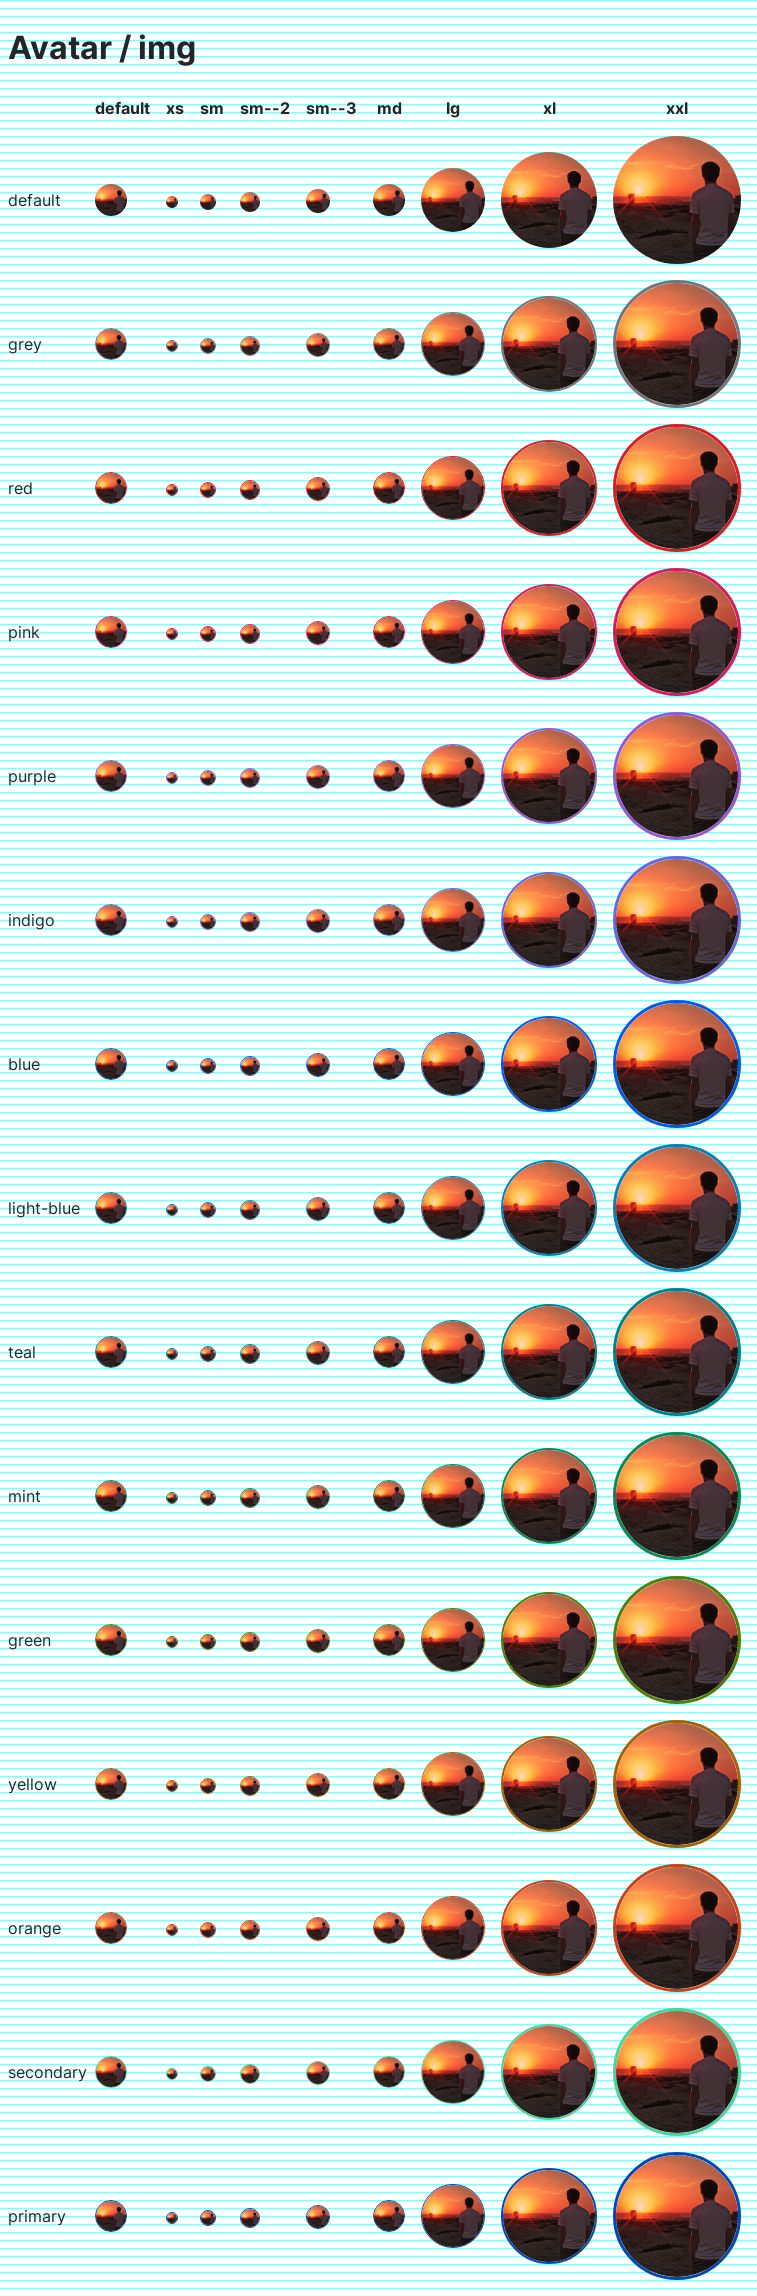 Avatar / img
default xs sm sm--2 sm--3 md lg xl xxl
default
grey
red
pink
purple
indigo
blue
light-blue
teal
mint
green
yellow
orange
secondary
primary